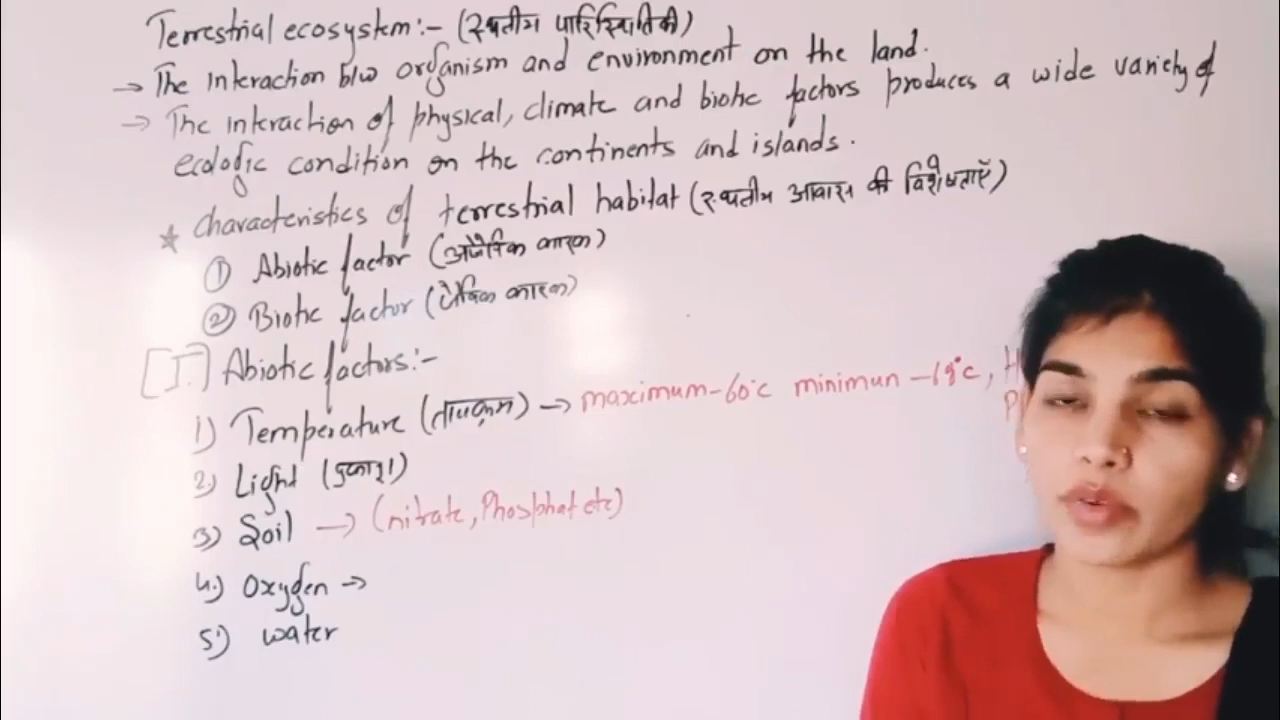 Terrestrial ecosystem:- (स्थलीय पारिस्थितिकी)
→ The interaction b/w organism and environment on the land.
→ The interaction of physical, climate and biotic factors produces a wide variety of
ecologic condition on the continents and islands.
* Characteristics of terrestrial habitat (स्थलीय आवास की विशेषताएँ)
① Abiotic factor (अजैविक कारक)
② Biotic factor (जैविक कारक)
[I.] Abiotic factors:-
1) Temperature (तापक्रम) → maximum-60°c minimun -18°c, H
2) Light (प्रकाश)
3) Soil → (nitrate, Phosphat etc)
4.) Oxygen →
5.) water